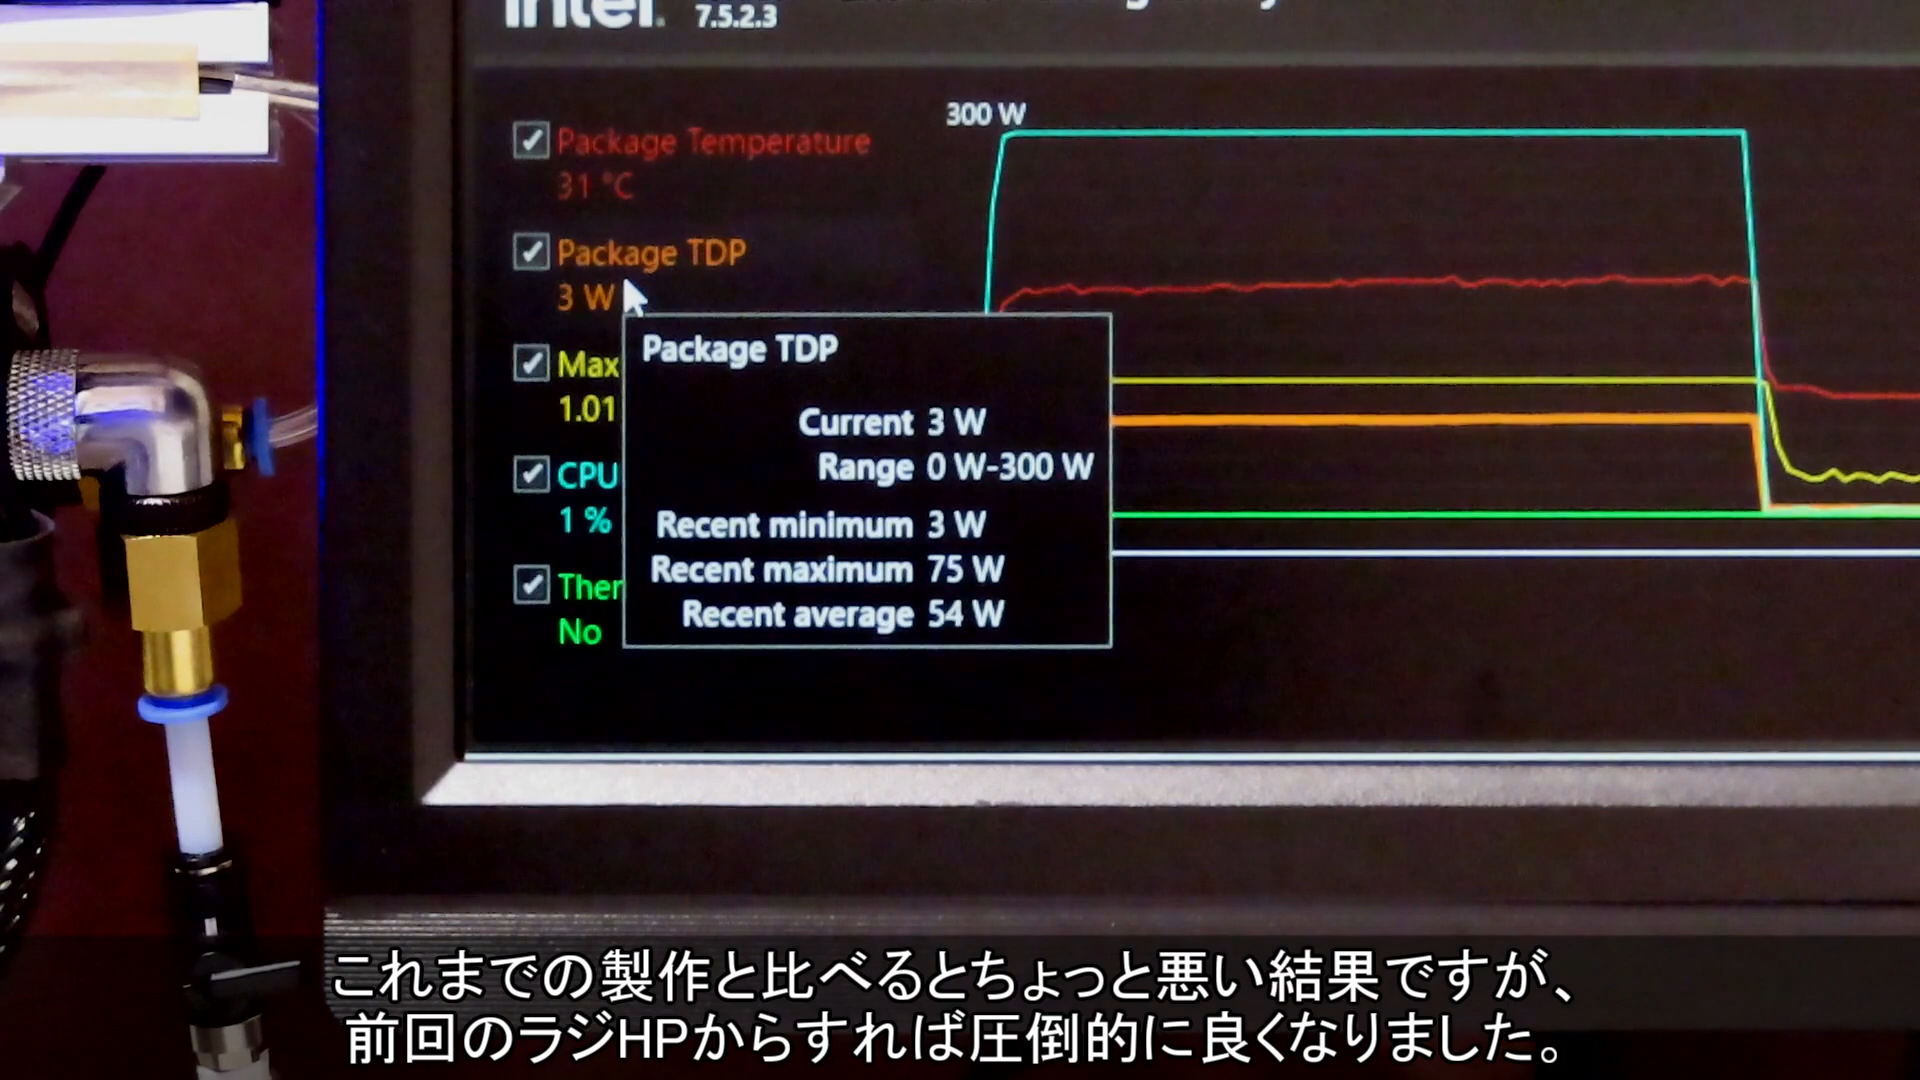 intel. 7.5.2.3
Package Temperature
31 °C
300 W
Package TDP
3 W
Max
1.01
CPU
1 %
Ther
No
Package TDP
Current 3 W
Range 0 W-300 W
Recent minimum 3 W
Recent maximum 75 W
Recent average 54 W
これまでの製作と比べるとちょっと悪い結果ですが、
前回のラジHPからすれば圧倒的に良くなりました。